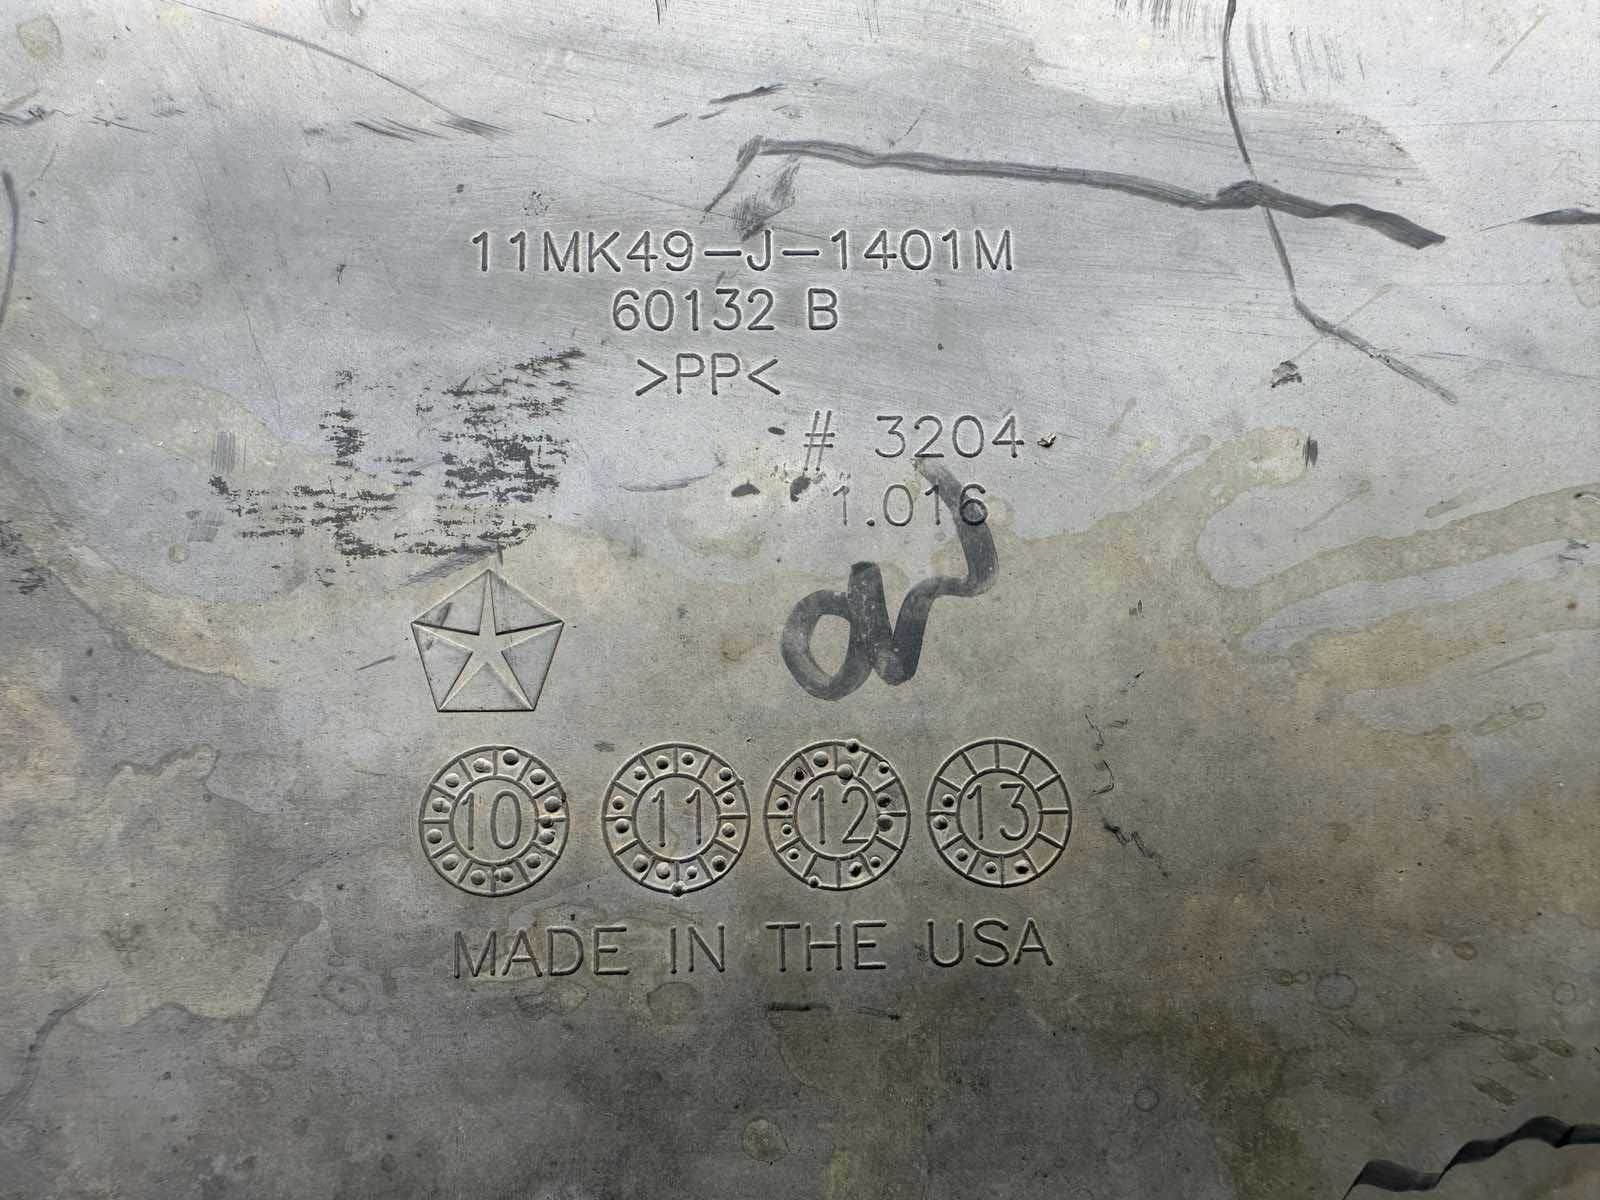 11MK49-J-1401M
60132 B
>PP<
# 3204
1.016
10 11 12 13
MADE IN THE USA